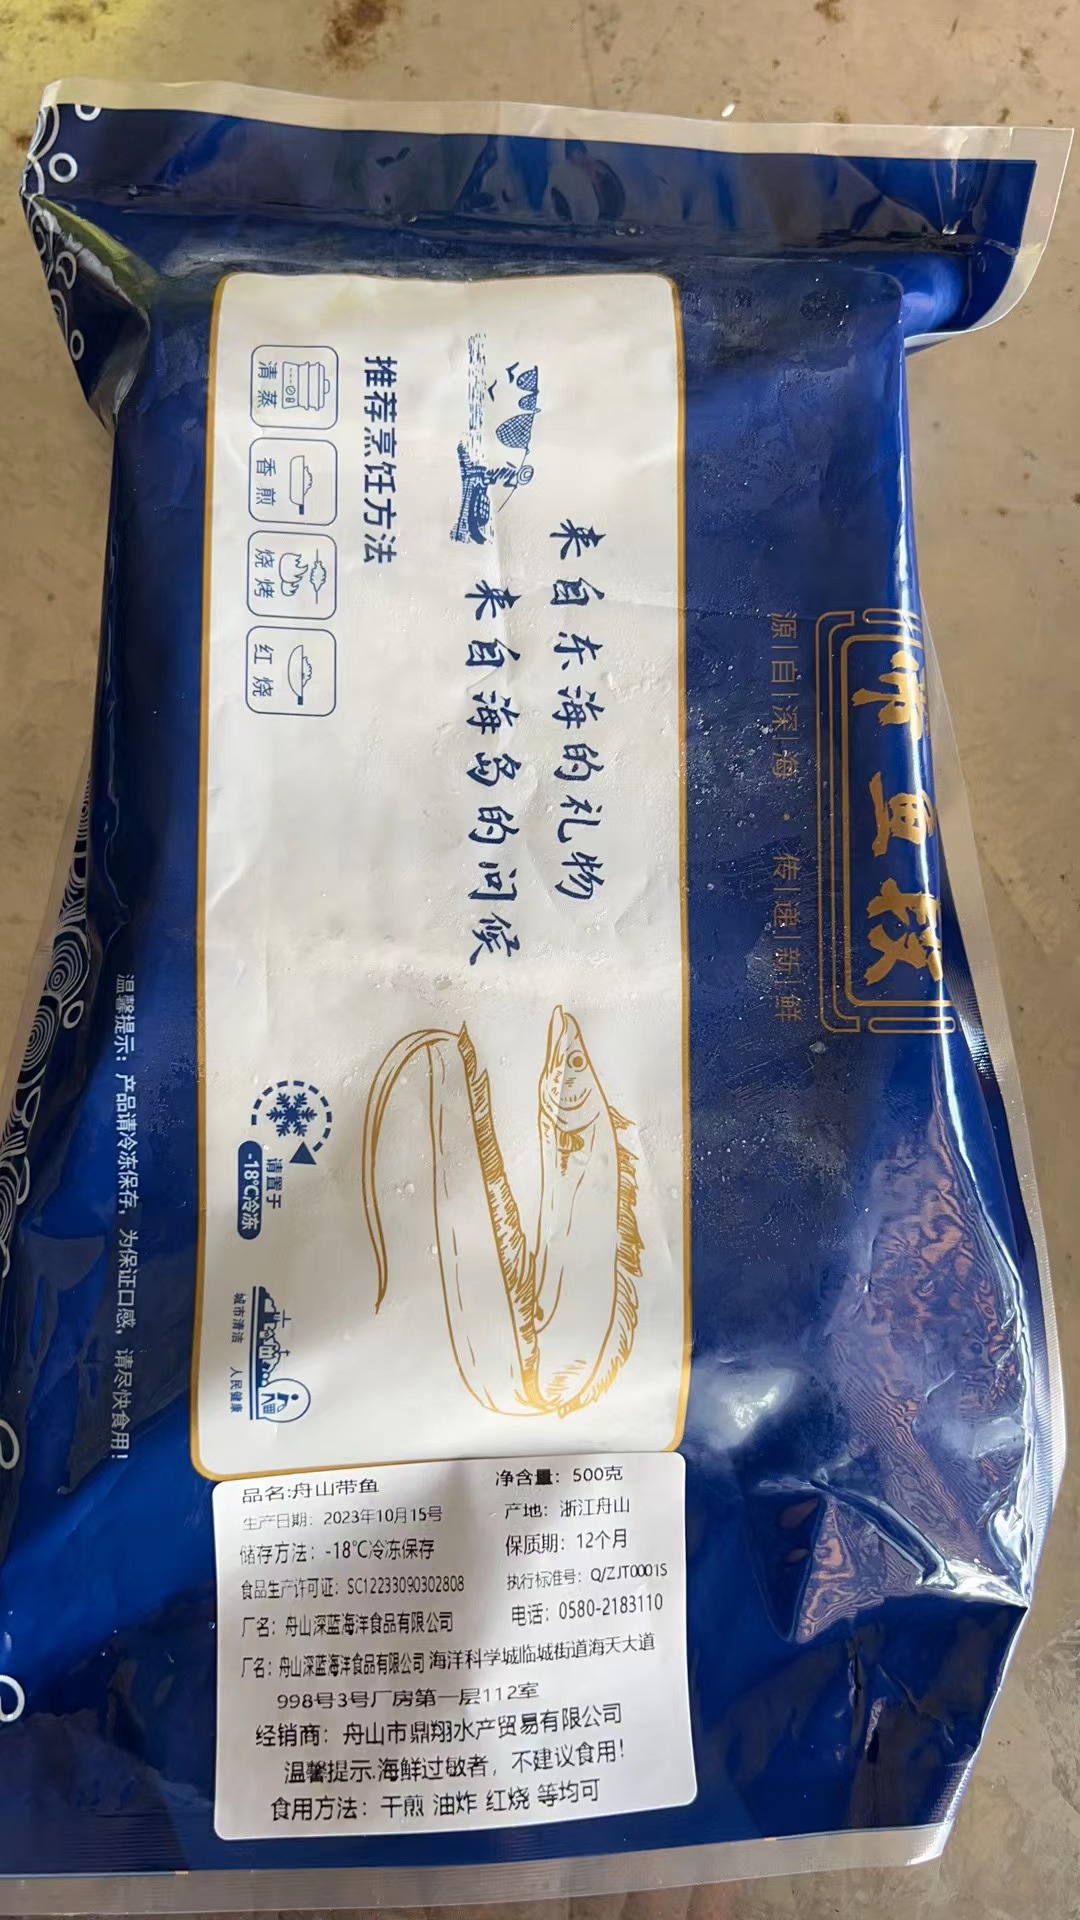 带鱼段
源自深海·传递新鲜
来自东海的礼物
来自海岛的问候
推荐烹饪方法
清蒸
香煎
烧烤
红烧
请置于
-18℃冷冻
城市清洁 人民健康
温馨提示：产品请冷冻保存，为保证口感，请尽快食用！
品名:舟山带鱼
净含量：500克
生产日期：2023年10月15号
产地：浙江舟山
储存方法：-18℃冷冻保存
保质期：12个月
食品生产许可证：SC12233090302808
执行标准号：Q/ZJT0001S
厂名：舟山深蓝海洋食品有限公司
电话：0580-2183110
厂名：舟山深蓝海洋食品有限公司 海洋科学城临城街道海天大道
998号3号厂房第一层112室
经销商：舟山市鼎翔水产贸易有限公司
温馨提示.海鲜过敏者，不建议食用！
食用方法：干煎 油炸 红烧 等均可